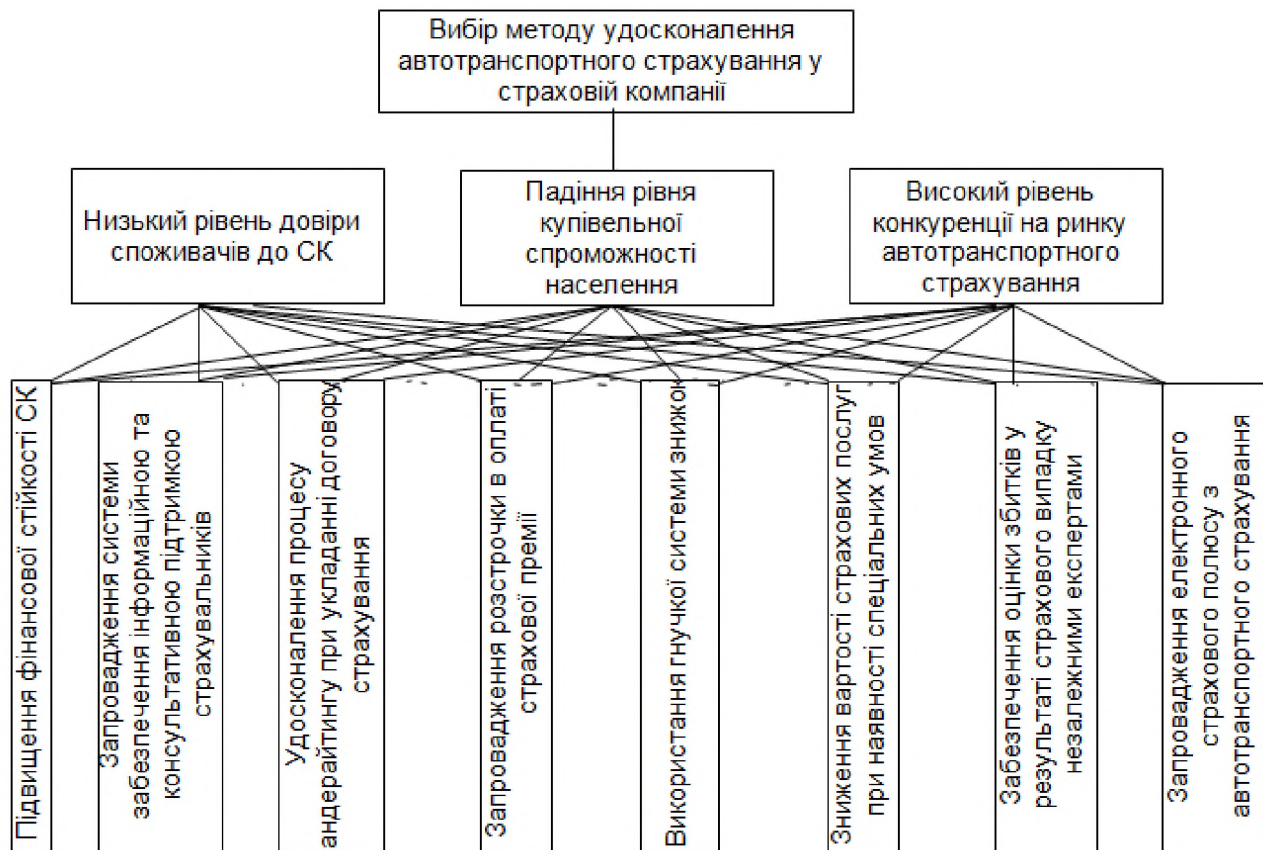 Вибір методу удосконалення
автотранспортного страхування у
страховій компанії
Низький рівень довіри
споживачів до СК
Падіння рівня
купівельної
спроможності
населення
Високий рівень
конкуренції на ринку
автотранспортного
страхування
Підвищення фінансової стійкості СК
Запровадження системи
забезпечення інформаційною та
консультативною підтримкою
страхувальників
Удосконалення процесу
андерайтингу при укладанні договору
страхування
Запровадження розстрочки в оплаті
страхової премії
Використання гнучкої системи знижок
Зниження вартості страхових послуг
при наявності спеціальних умов
Забезпечення оцінки збитків у
результаті страхового випадку
незалежними експертами
Запровадження електронного
страхового полюсу з
автотранспортного страхування